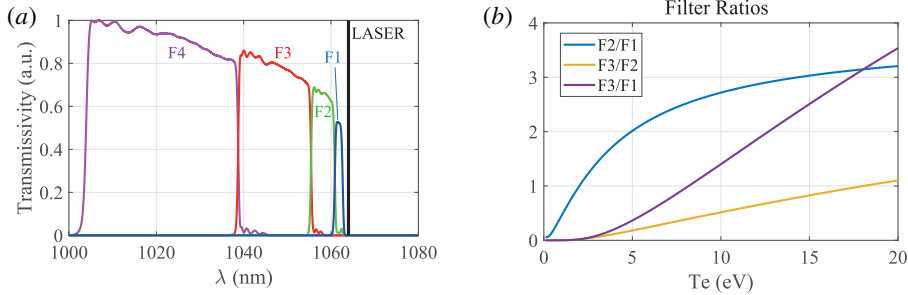 (a)
1
0.8
0.6
0.4
0.2
0
Transmissivity (a.u.)
F4
F3
F1
F2
LASER
1000 1020 1040 1060 1080
λ (nm)
(b)
Filter Ratios
4
3
2
1
0
F2/F1
F3/F2
F3/F1
0 5 10 15 20
Te (eV)